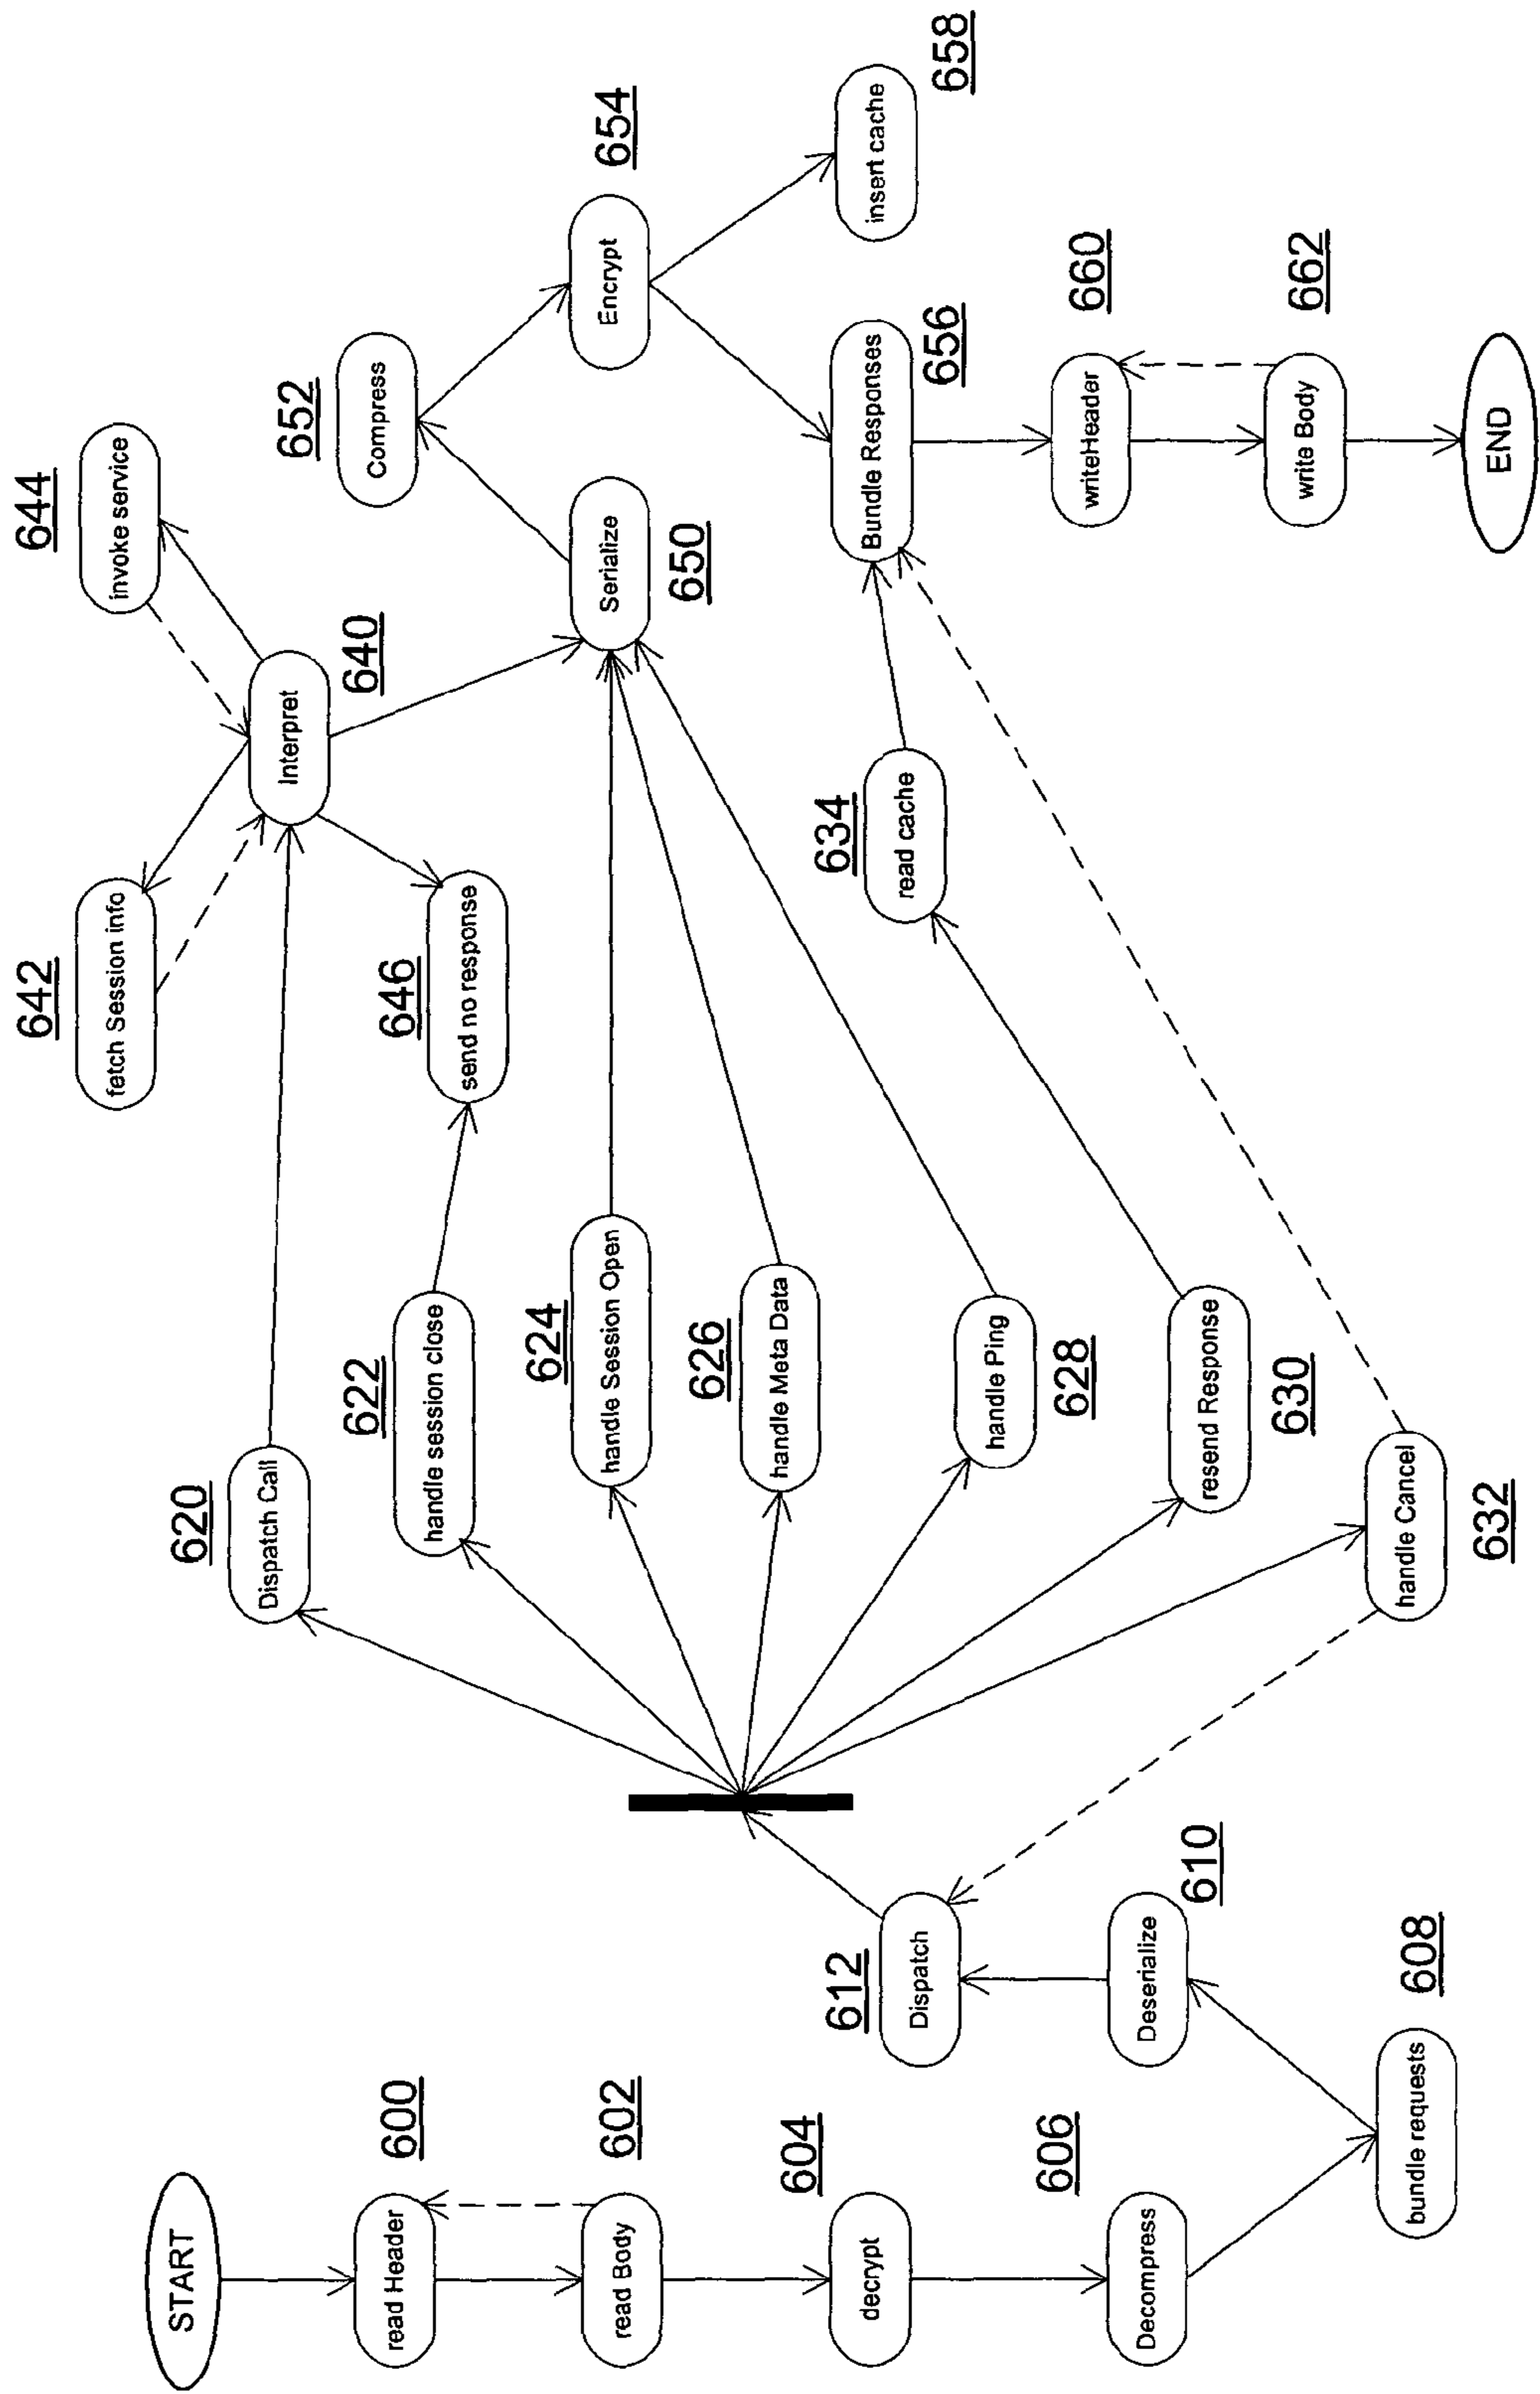 START
read Header
600
read Body
602
decrypt
604
Decompress
606
bundle requests
608
Deserialize
610
Dispatch
612
Dispatch Call
620
handle session close
622
handle Session Open
624
handle Meta Data
626
handle Ping
628
resend Response
630
handle Cancel
632
read cache
634
Interpret
640
fetch Session info
642
invoke service
644
send no response
646
Serialize
650
Compress
652
Encrypt
654
Bundle Responses
656
insert cache
658
writeHeader
660
write Body
662
END